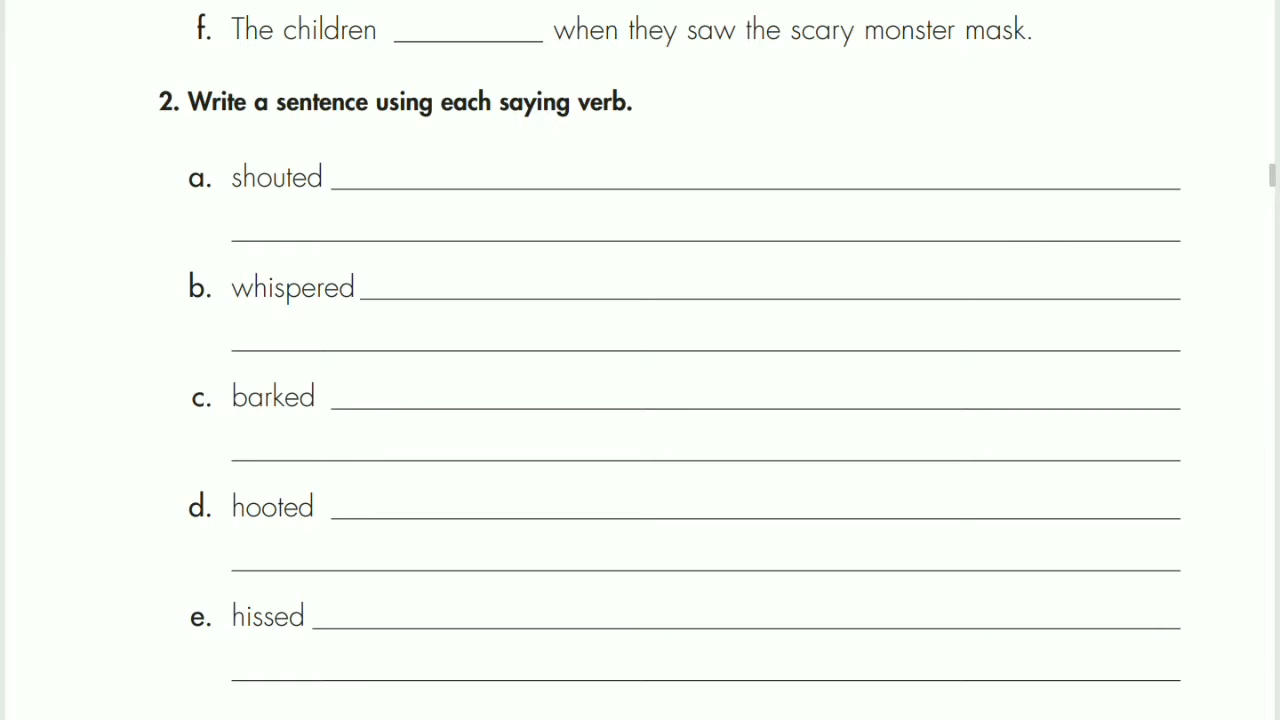 f. The children __________ when they saw the scary monster mask.
2. Write a sentence using each saying verb.
a. shouted
b. whispered
c. barked
d. hooted
e. hissed